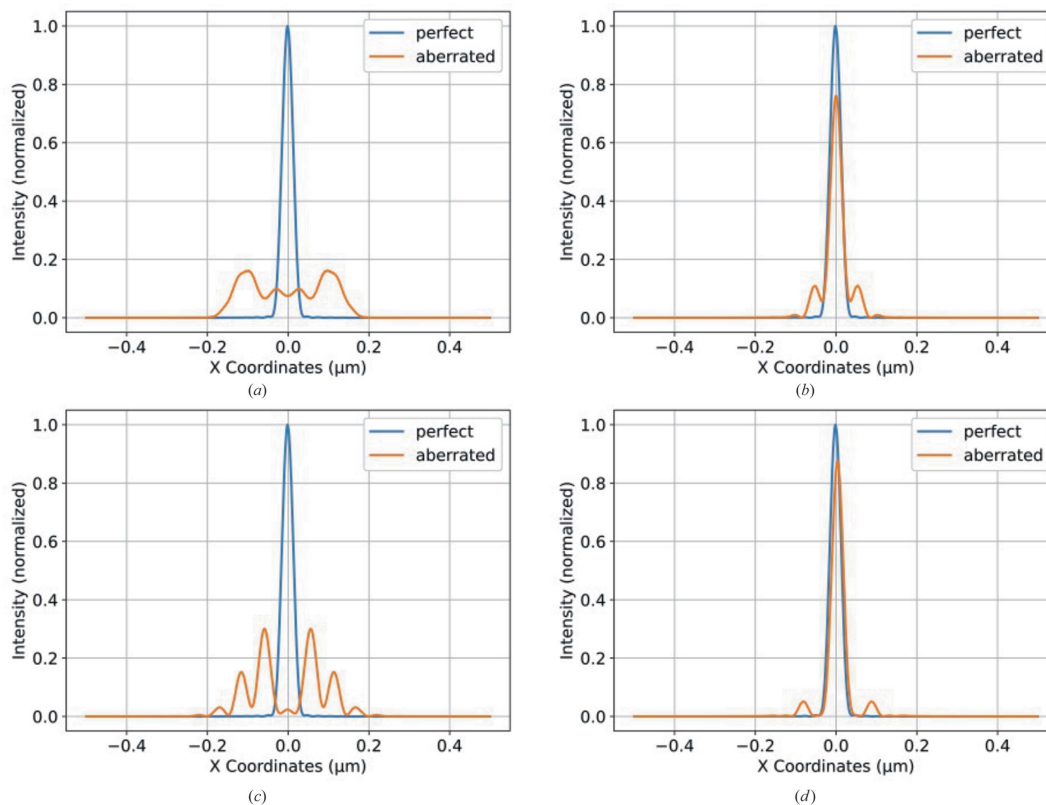 1.0
perfect
aberrated
0.8
0.6
0.4
0.2
0.0
Intensity (normalized)
−0.4 −0.2 0.0 0.2 0.4
X Coordinates (μm)
(a)
1.0
perfect
aberrated
0.8
0.6
0.4
0.2
0.0
Intensity (normalized)
−0.4 −0.2 0.0 0.2 0.4
X Coordinates (μm)
(b)
1.0
perfect
aberrated
0.8
0.6
0.4
0.2
0.0
Intensity (normalized)
−0.4 −0.2 0.0 0.2 0.4
X Coordinates (μm)
(c)
1.0
perfect
aberrated
0.8
0.6
0.4
0.2
0.0
Intensity (normalized)
−0.4 −0.2 0.0 0.2 0.4
X Coordinates (μm)
(d)